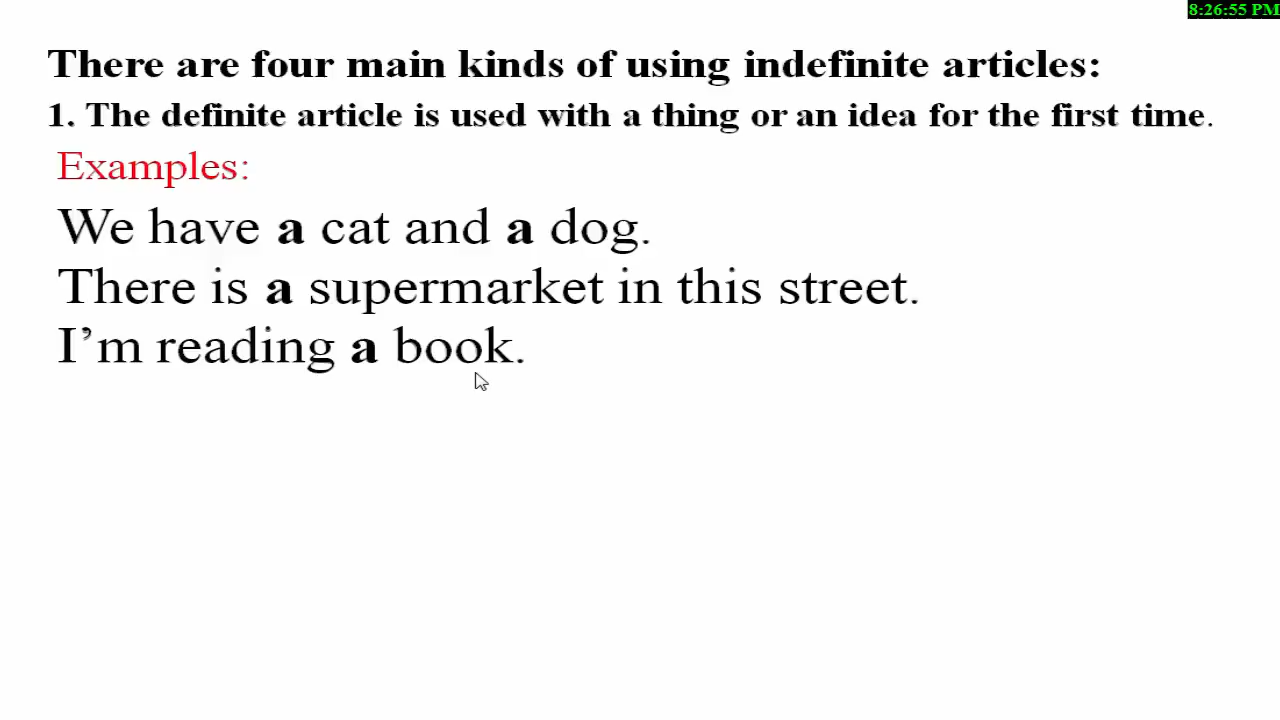 8:26:55 PM
There are four main kinds of using indefinite articles:
1. The definite article is used with a thing or an idea for the first time.
Examples:
We have a cat and a dog.
There is a supermarket in this street.
I’m reading a book.